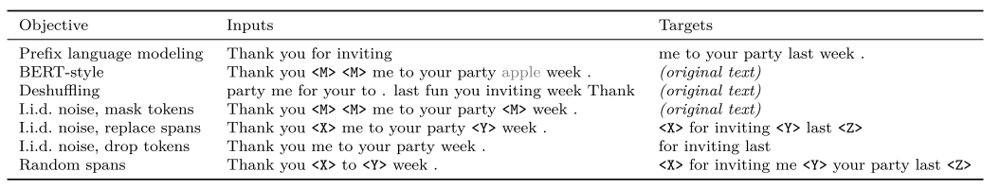 Objective Inputs Targets
Prefix language modeling Thank you for inviting me to your party last week .
BERT-style Thank you <M> <M> me to your party apple week . (original text)
Deshuffling party me for your to . last fun you inviting week Thank (original text)
I.i.d. noise, mask tokens Thank you <M> <M> me to your party <M> week . (original text)
I.i.d. noise, replace spans Thank you <X> me to your party <Y> week . <X> for inviting <Y> last <Z>
I.i.d. noise, drop tokens Thank you me to your party week . for inviting last
Random spans Thank you <X> to <Y> week . <X> for inviting me <Y> your party last <Z>